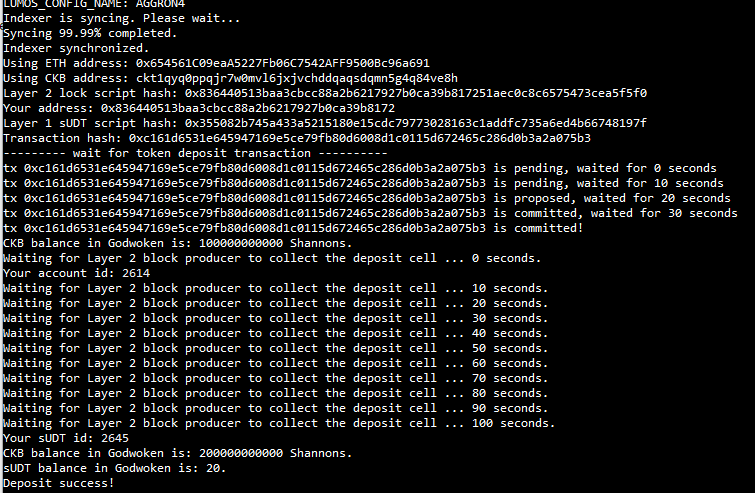 LUMOS_CONFIG_NAME: AGGRON4
Indexer is syncing. Please wait...
Syncing 99.99% completed.
Indexer synchronized.
Using ETH address: 0x654561C09eaA5227Fb06C7542AFF9500Bc96a691
Using CKB address: ckt1qyq0ppqjr7w0mvl6jxjvchddqaqsdqmn5g4q84ve8h
Layer 2 lock script hash: 0x836440513baa3cbcc88a2b6217927b0ca39b817251aec0c8c6575473cea5f5f0
Your address: 0x836440513baa3cbcc88a2b6217927b0ca39b8172
Layer 1 sUDT script hash: 0x355082b745a433a5215180e15cdc79773028163c1addfc735a6ed4b66748197f
Transaction hash: 0xc161d6531e645947169e5ce79fb80d6008d1c0115d672465c286d0b3a2a075b3
--------- wait for token deposit transaction ----------
tx 0xc161d6531e645947169e5ce79fb80d6008d1c0115d672465c286d0b3a2a075b3 is pending, waited for 0 seconds
tx 0xc161d6531e645947169e5ce79fb80d6008d1c0115d672465c286d0b3a2a075b3 is pending, waited for 10 seconds
tx 0xc161d6531e645947169e5ce79fb80d6008d1c0115d672465c286d0b3a2a075b3 is proposed, waited for 20 seconds
tx 0xc161d6531e645947169e5ce79fb80d6008d1c0115d672465c286d0b3a2a075b3 is committed, waited for 30 seconds
tx 0xc161d6531e645947169e5ce79fb80d6008d1c0115d672465c286d0b3a2a075b3 is committed!
CKB balance in Godwoken is: 100000000000 Shannons.
Waiting for Layer 2 block producer to collect the deposit cell ... 0 seconds.
Your account id: 2614
Waiting for Layer 2 block producer to collect the deposit cell ... 10 seconds.
Waiting for Layer 2 block producer to collect the deposit cell ... 20 seconds.
Waiting for Layer 2 block producer to collect the deposit cell ... 30 seconds.
Waiting for Layer 2 block producer to collect the deposit cell ... 40 seconds.
Waiting for Layer 2 block producer to collect the deposit cell ... 50 seconds.
Waiting for Layer 2 block producer to collect the deposit cell ... 60 seconds.
Waiting for Layer 2 block producer to collect the deposit cell ... 70 seconds.
Waiting for Layer 2 block producer to collect the deposit cell ... 80 seconds.
Waiting for Layer 2 block producer to collect the deposit cell ... 90 seconds.
Waiting for Layer 2 block producer to collect the deposit cell ... 100 seconds.
Your sUDT id: 2645
CKB balance in Godwoken is: 200000000000 Shannons.
sUDT balance in Godwoken is: 20.
Deposit success!